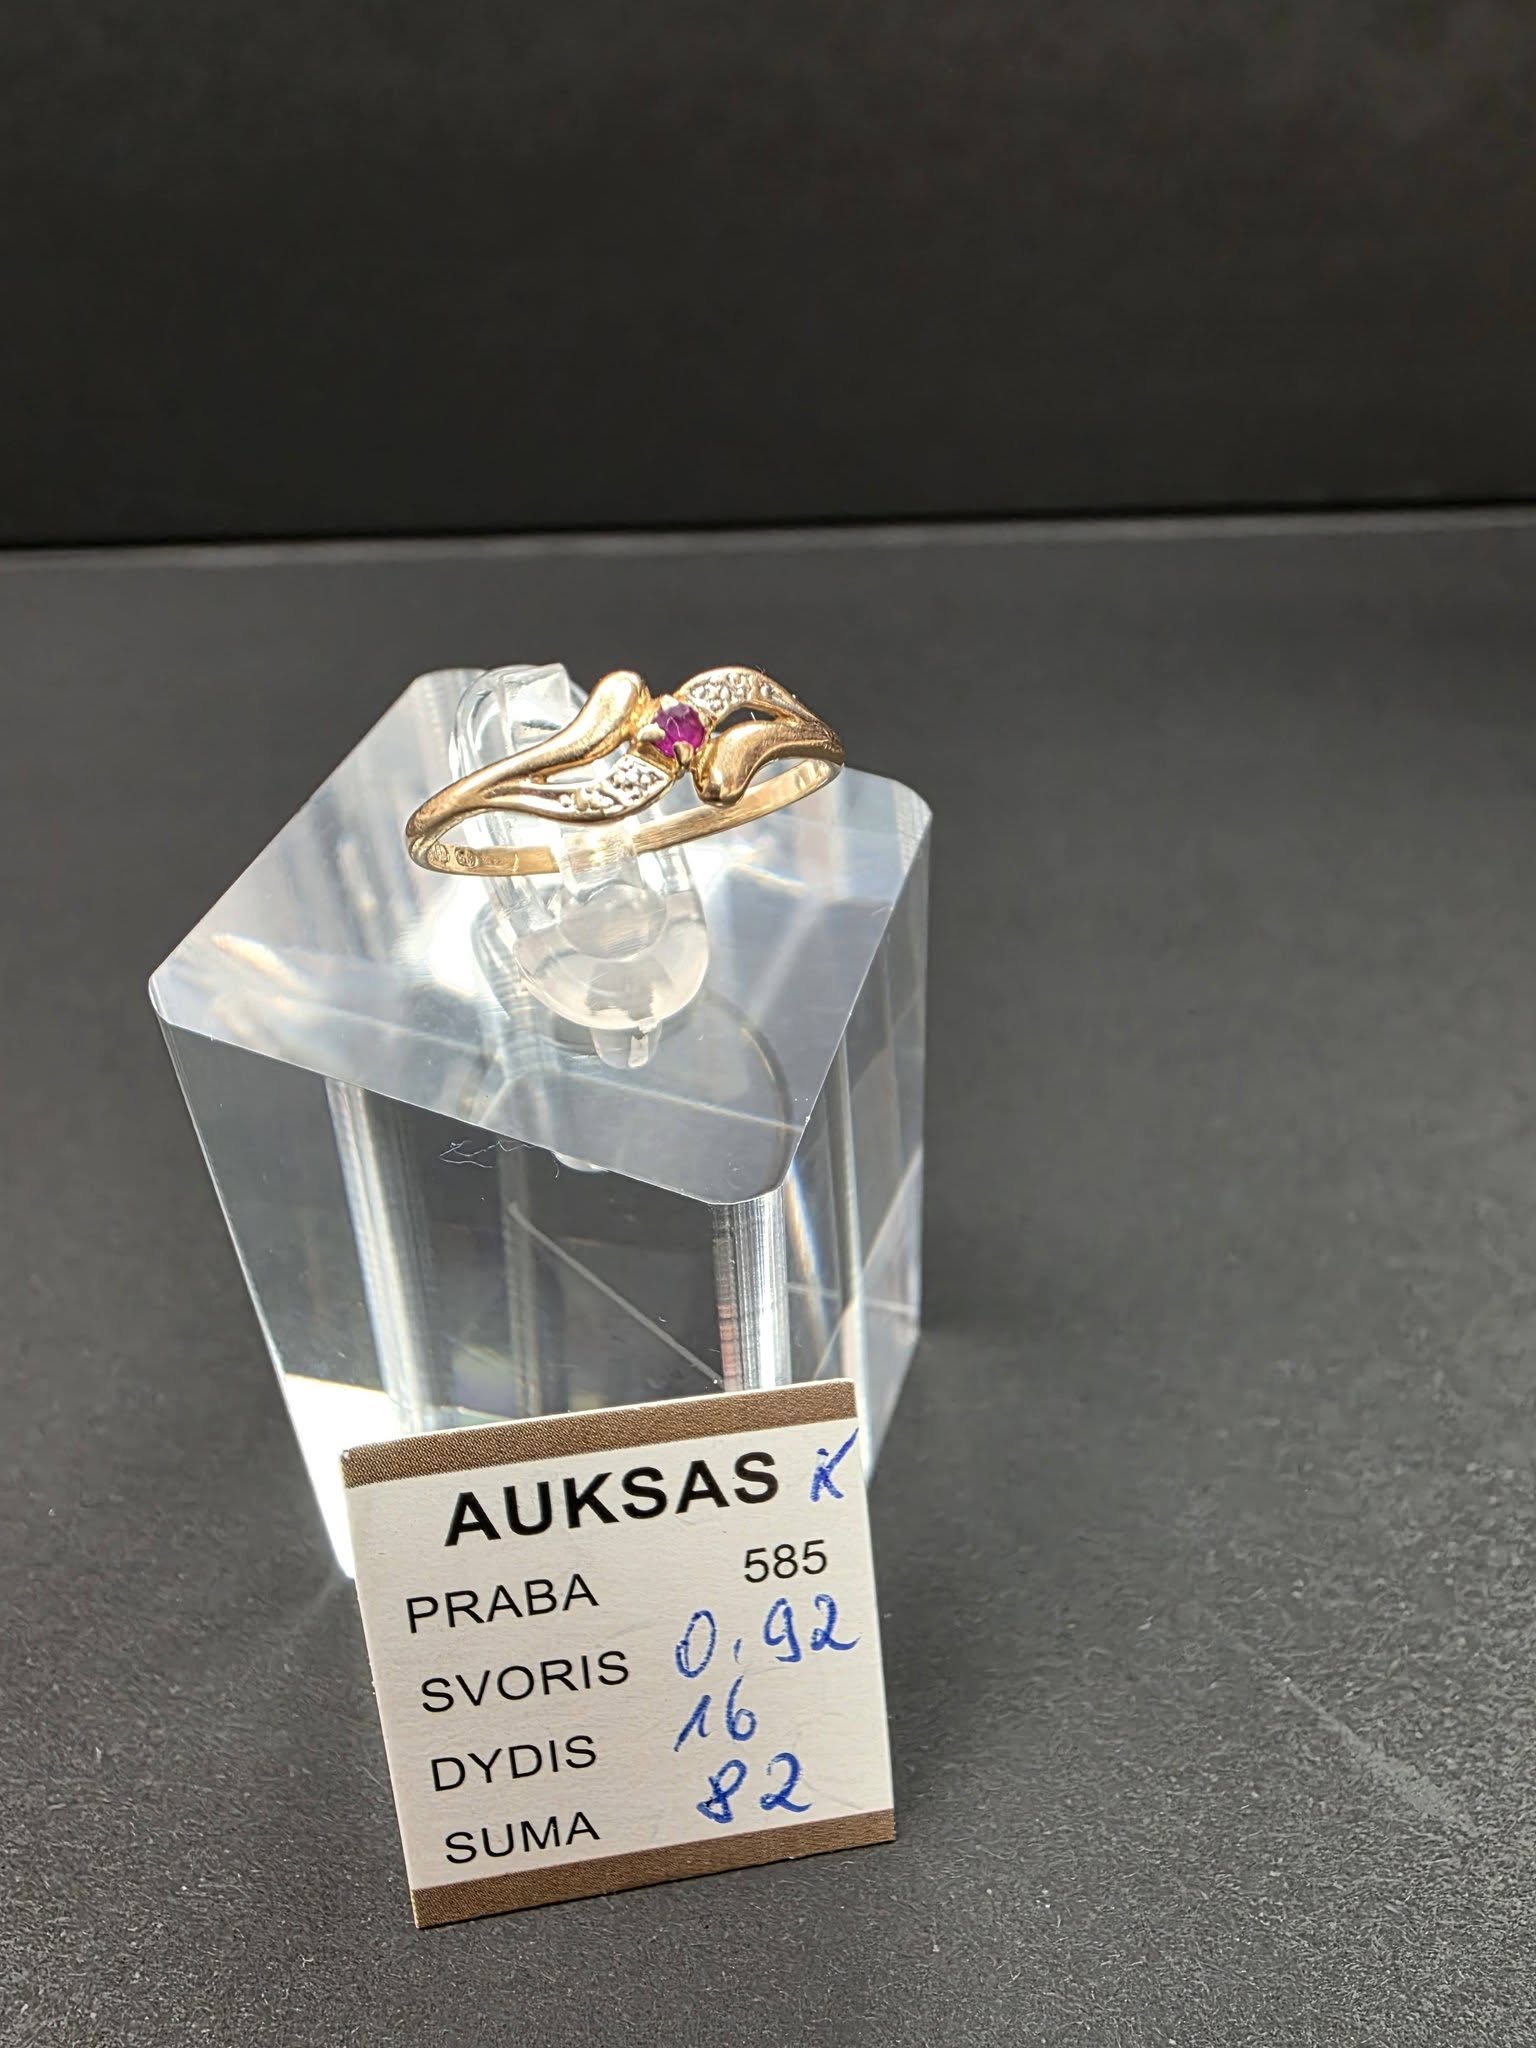 AUKSAS K
PRABA 585
SVORIS 0,92
DYDIS 16
SUMA 82